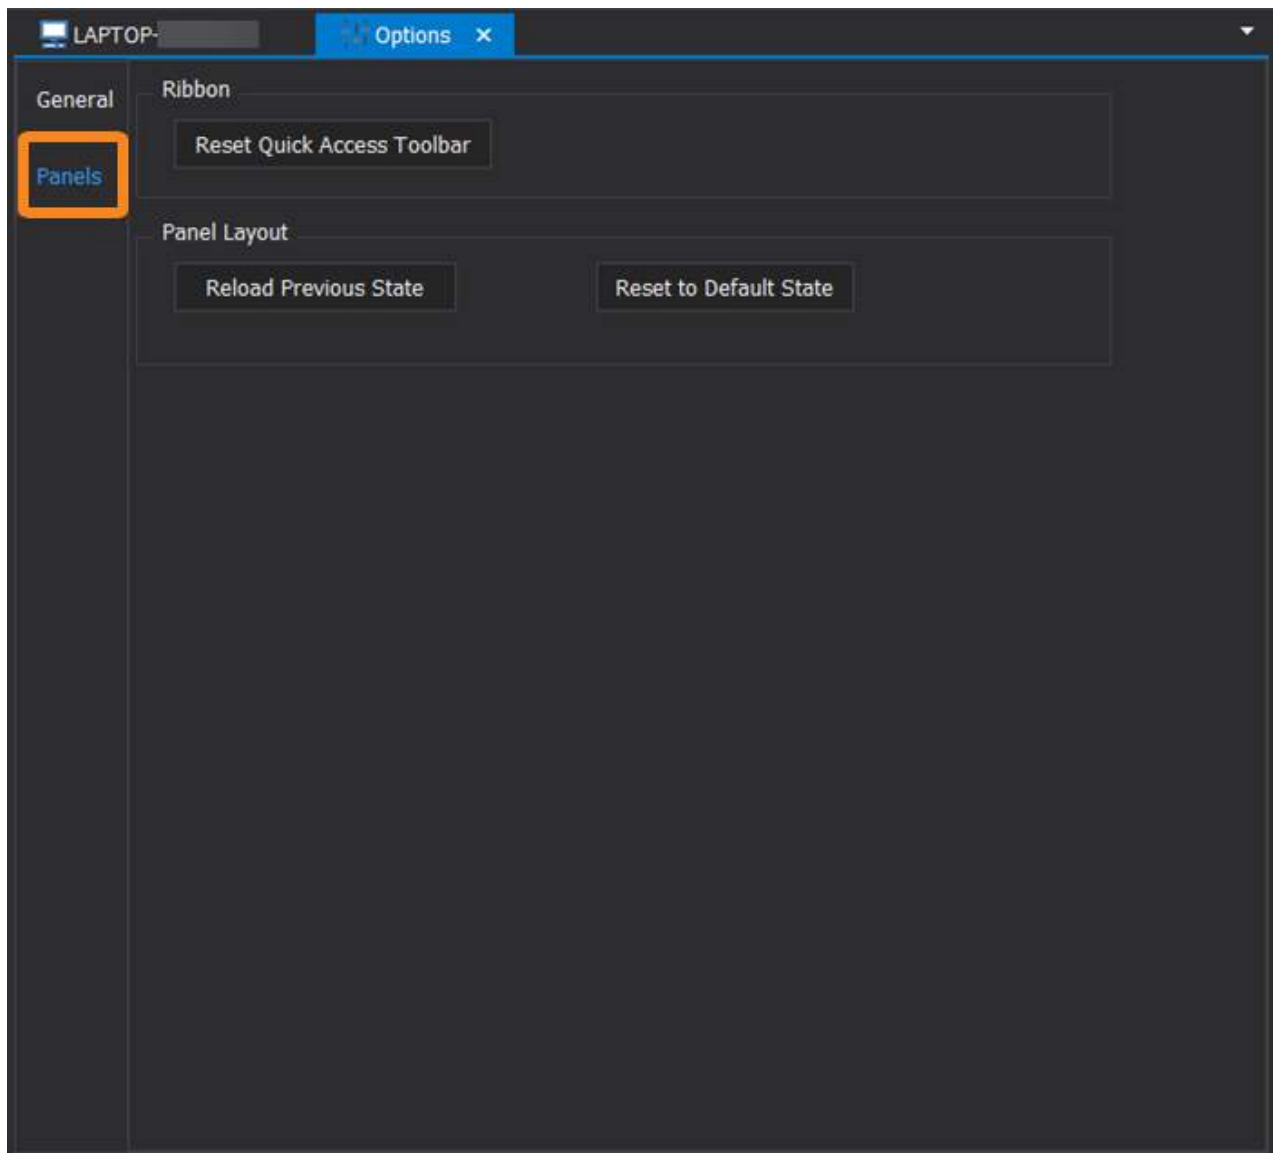 LAPTOP-
Options
General
Panels
Ribbon
Reset Quick Access Toolbar
Panel Layout
Reload Previous State
Reset to Default State